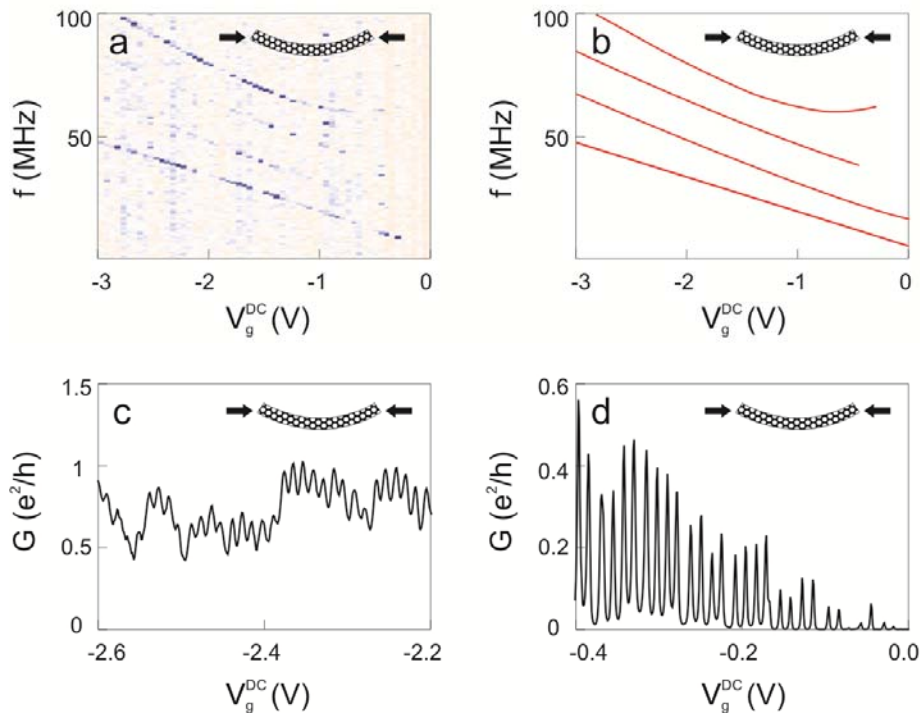 100
a
50
f (MHz)
-3 -2 -1 0
V_g^DC (V)
100
b
50
f (MHz)
-3 -2 -1 0
V_g^DC (V)
1.5
c
1
0.5
0
G (e²/h)
-2.6 -2.4 -2.2
V_g^DC (V)
0.6
d
0.4
0.2
0
G (e²/h)
-0.4 -0.2 0.0
V_g^DC (V)